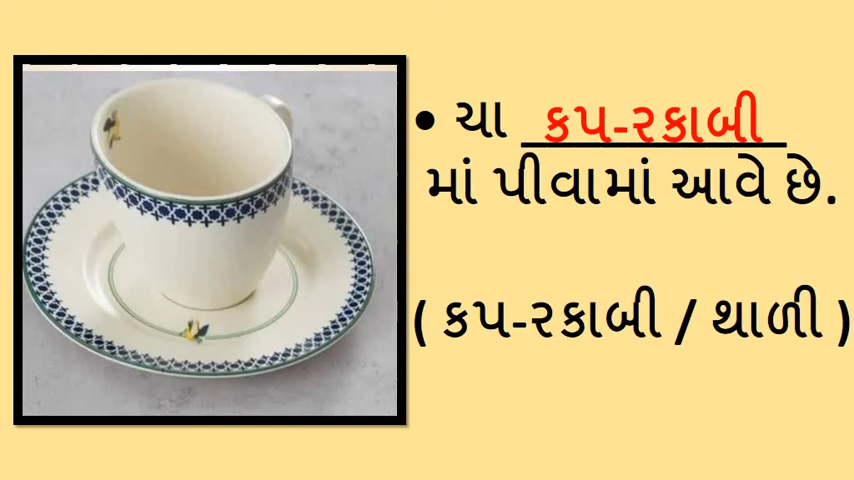 • ચા કપ-રકાબી
માં પીવામાં આવે છે.
( કપ-રકાબી / થાળી )